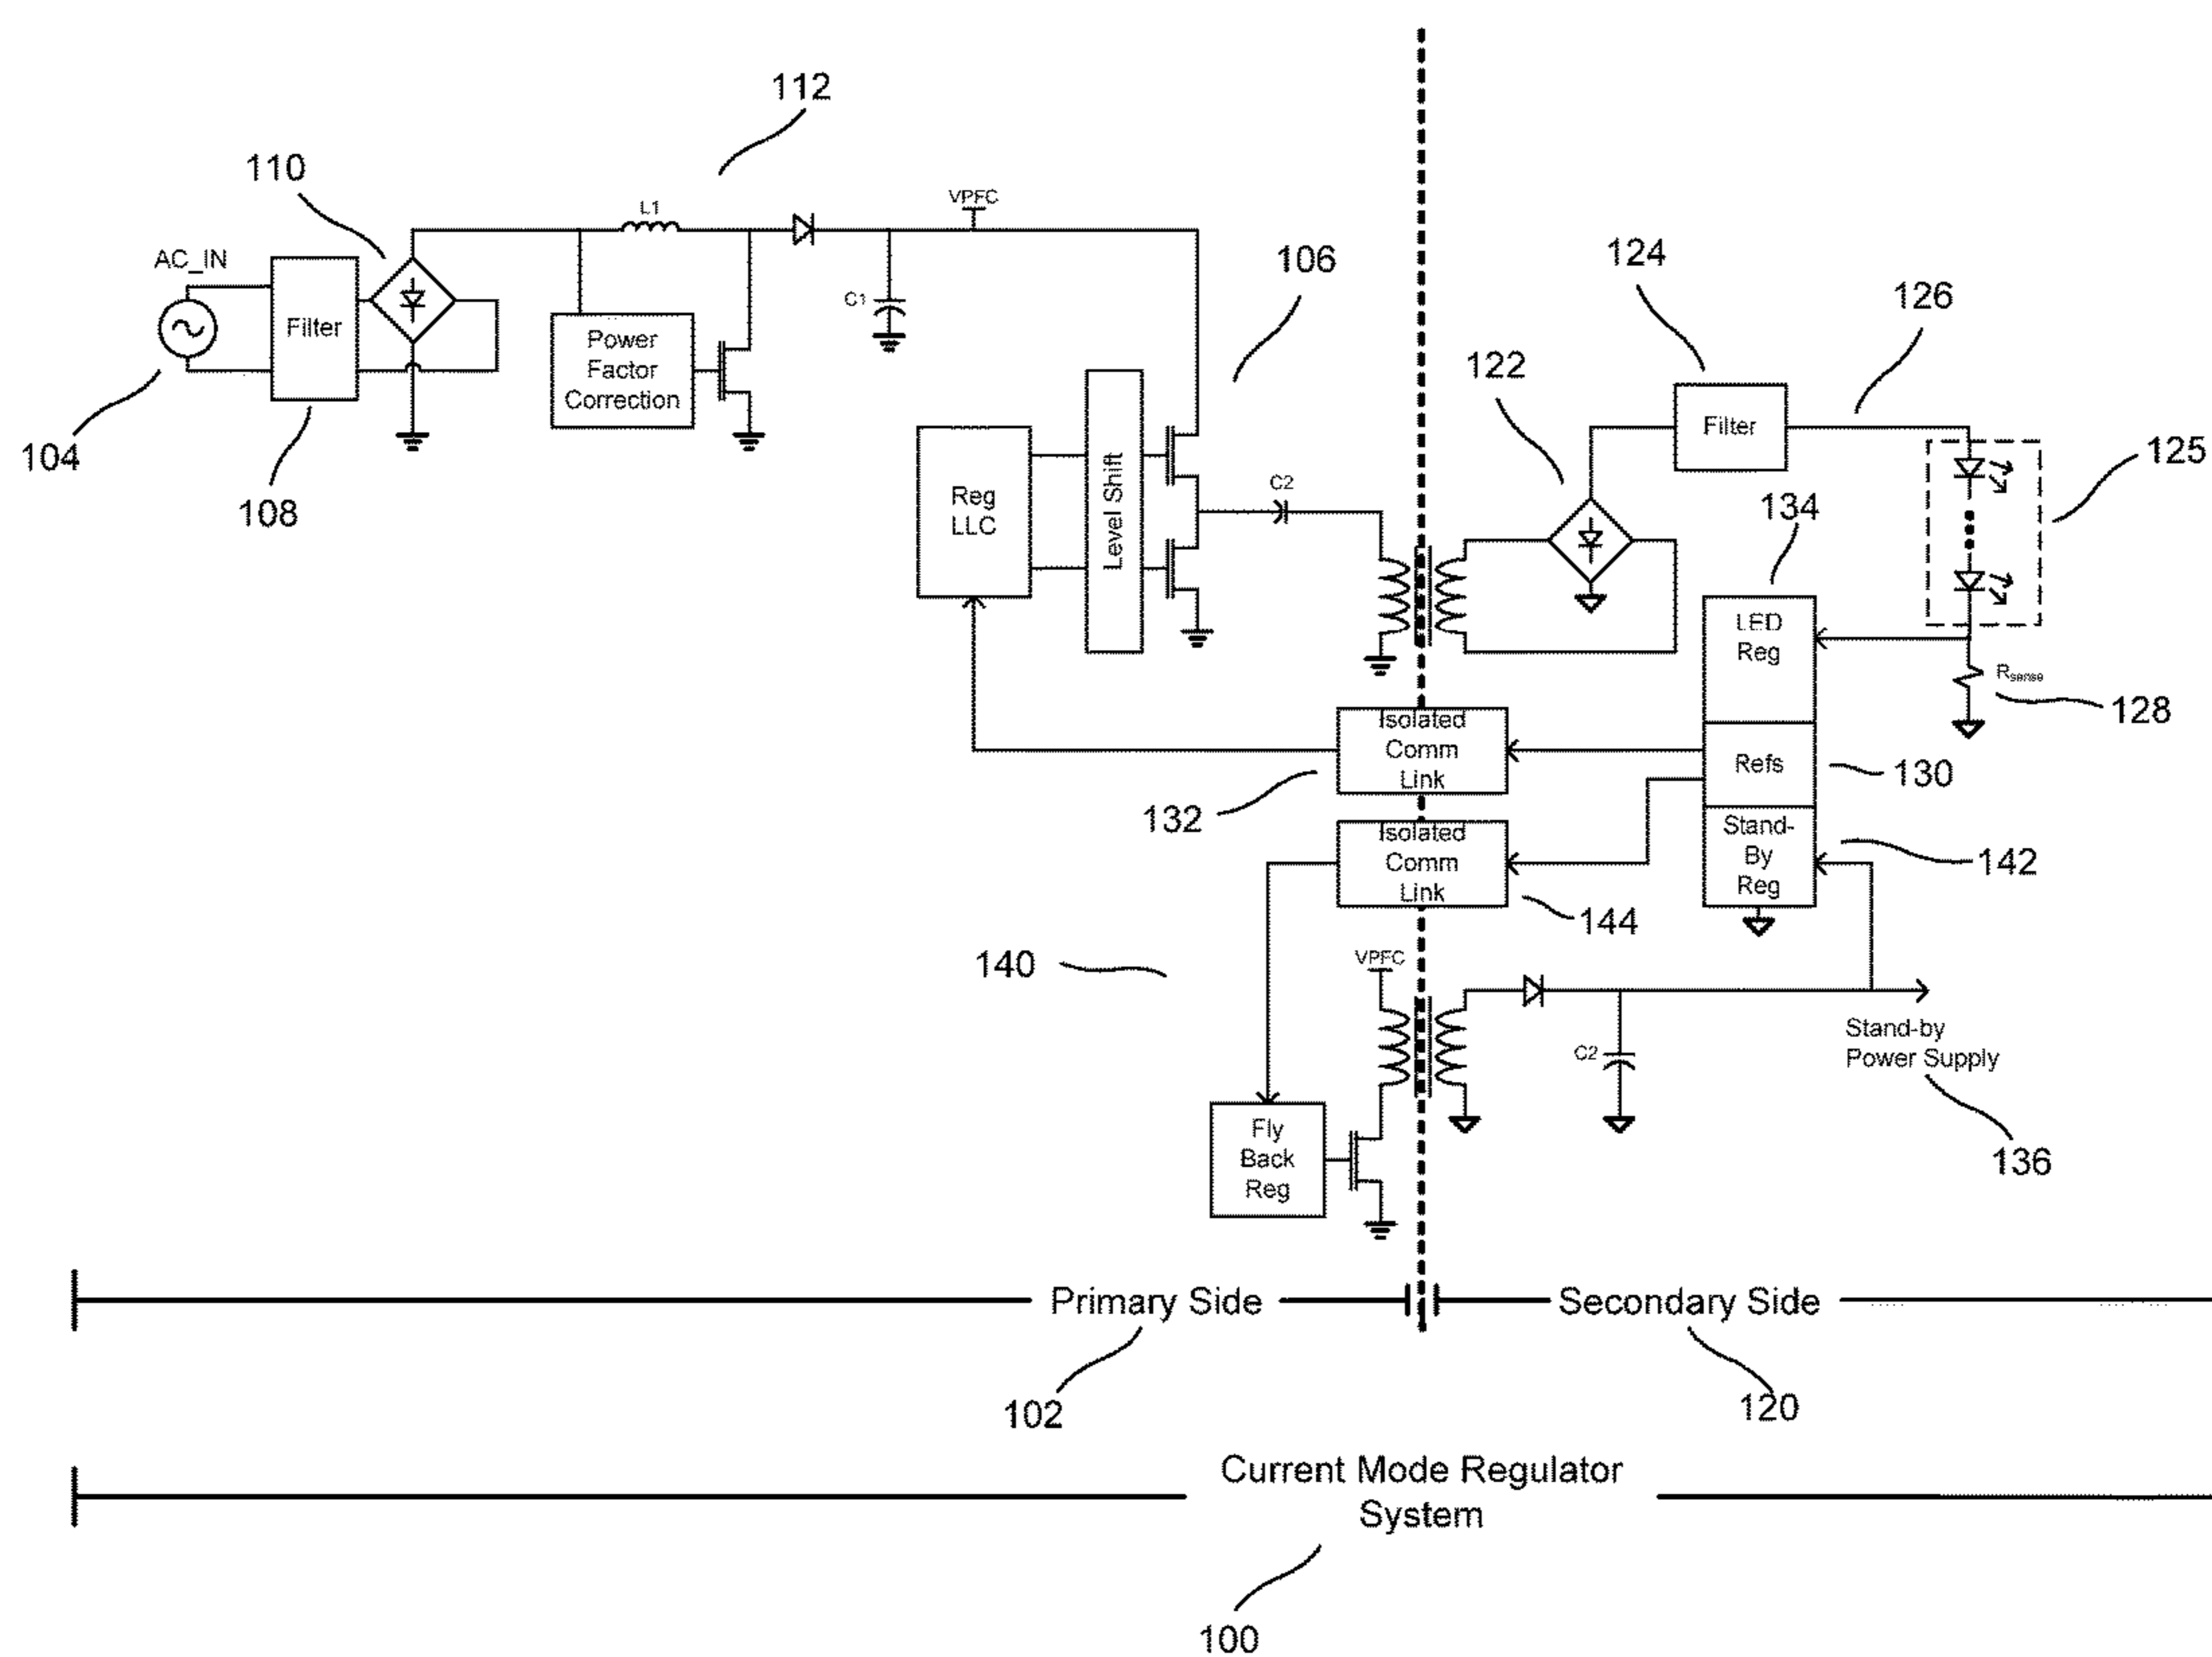 112
110
L1
VPFC
AC_IN
Filter
104
108
Power
Factor
Correction
C1
106
Reg
LLC
Level Shift
C2
124
126
122
Filter
125
134
LED
Reg
Rsense
128
Isolated
Comm
Link
132
Refs
130
Isolated
Comm
Link
144
Stand-
By
Reg
142
140
VPFC
C2
Stand-by
Power Supply
136
Fly
Back
Reg
Primary Side
Secondary Side
102
120
Current Mode Regulator
System
100